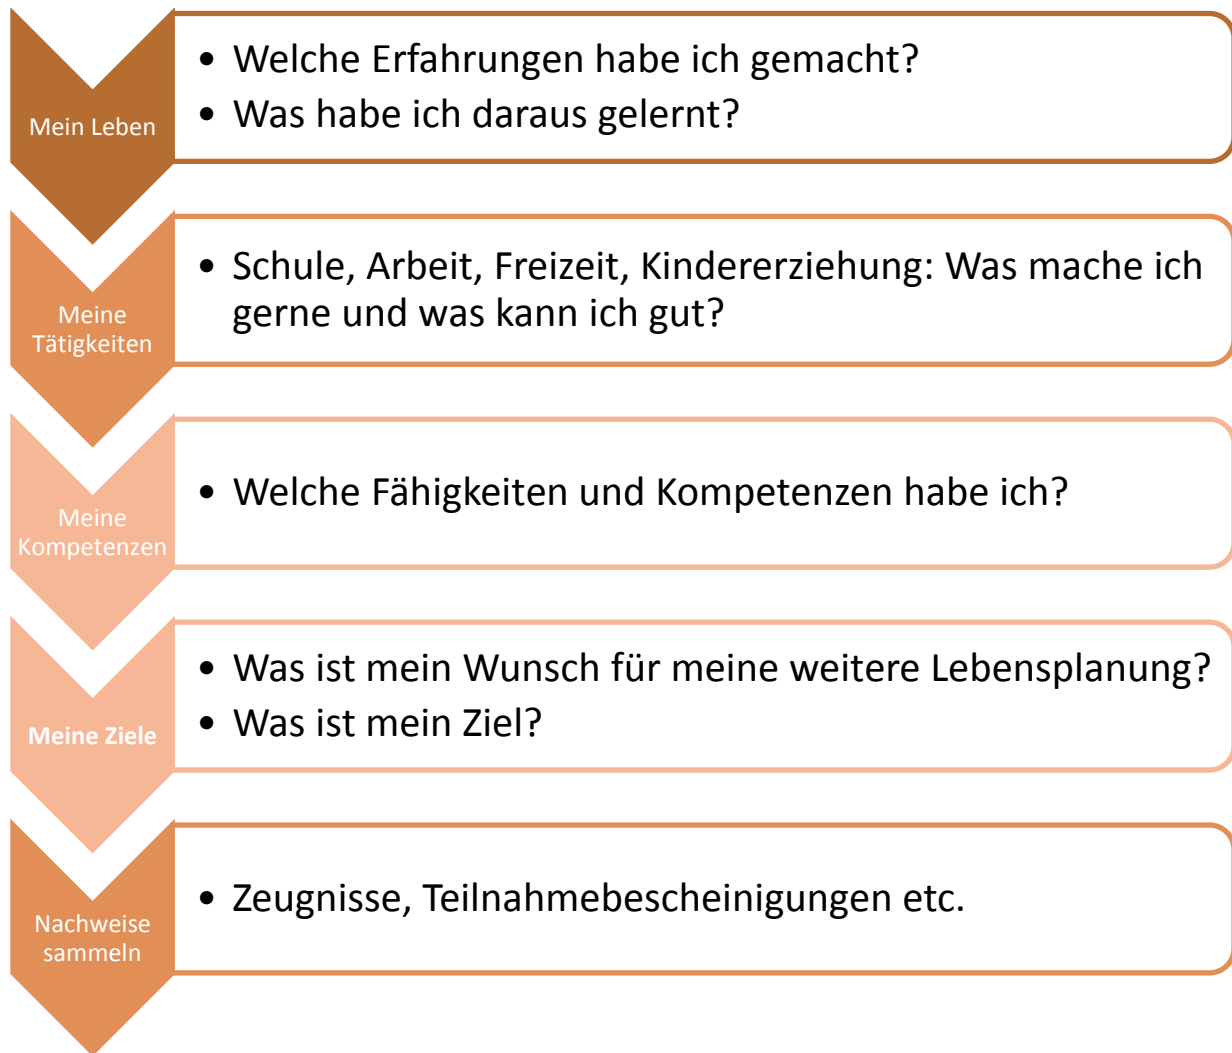 Mein Leben
• Welche Erfahrungen habe ich gemacht?
• Was habe ich daraus gelernt?
Meine
Tätigkeiten
• Schule, Arbeit, Freizeit, Kindererziehung: Was mache ich
gerne und was kann ich gut?
Meine
Kompetenzen
• Welche Fähigkeiten und Kompetenzen habe ich?
Meine Ziele
• Was ist mein Wunsch für meine weitere Lebensplanung?
• Was ist mein Ziel?
Nachweise
sammeln
• Zeugnisse, Teilnahmebescheinigungen etc.